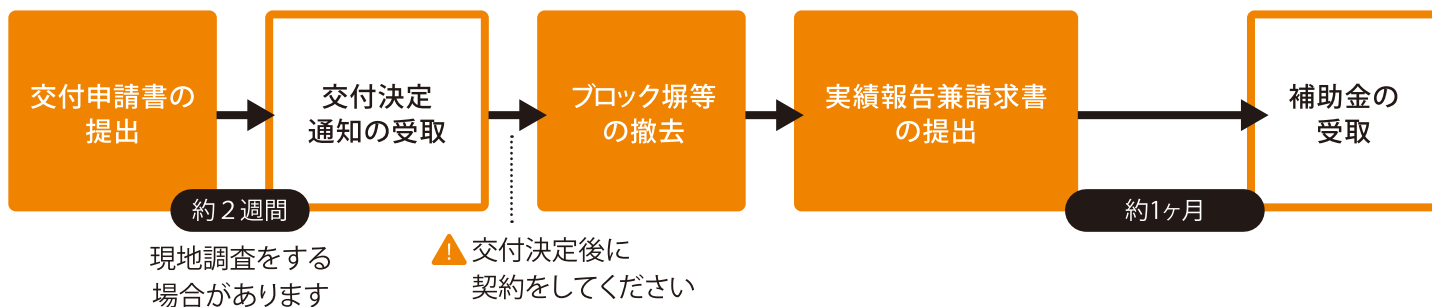 交付申請書の
提出
交付決定
通知の受取
ブロック塀等
の撤去
実績報告兼請求書
の提出
補助金の
受取
約2週間
約1ヶ月
現地調査をする
場合があります
! 交付決定後に
契約をしてください